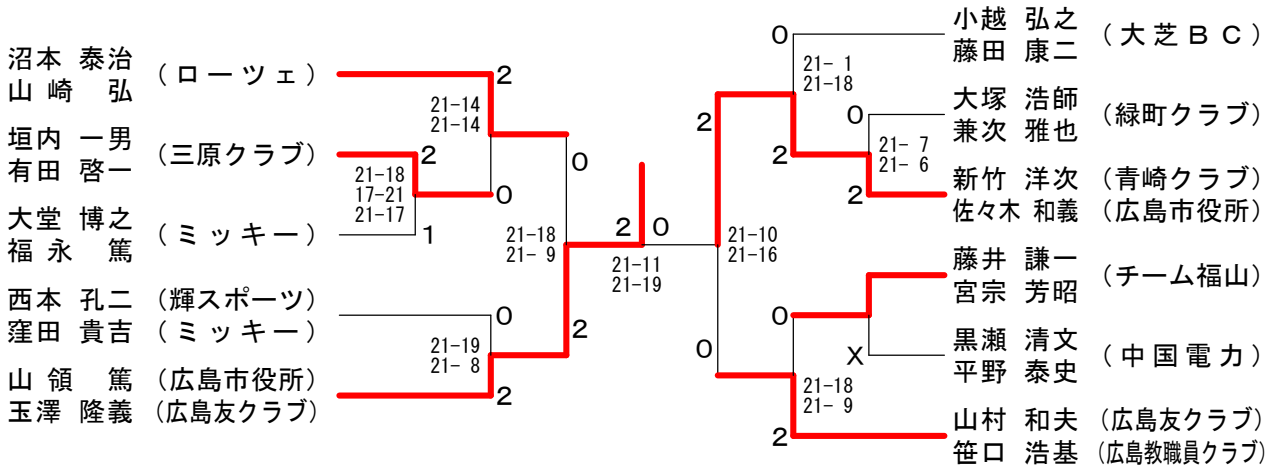 沼本 泰治 (ローツェ)
山崎 弘
垣内 一男 (三原クラブ)
有田 啓一
大堂 博之 (ミッキー)
福永 篤
西本 孔二 (輝スポーツ)
窪田 貴吉 (ミッキー)
山領 篤 (広島市役所)
玉澤 隆義 (広島友クラブ)
2
21-14
21-14
2
21-18
17-21
21-17
0
1
0
21-18
21- 9
0
21-19
21- 8
2
2
2 0
21-11
21-19
0
21- 1
21-18
2
0
21- 7
21- 6
2
2
21-10
21-16
0
0
X
21-18
21- 9
2
小越 弘之 (大芝BC)
藤田 康二
大塚 浩師 (緑町クラブ)
兼次 雅也
新竹 洋次 (青崎クラブ)
佐々木 和義 (広島市役所)
藤井 謙一 (チーム福山)
宮宗 芳昭
黒瀬 清文 (中国電力)
平野 泰史
山村 和夫 (広島友クラブ)
笹口 浩基 (広島教職員クラブ)